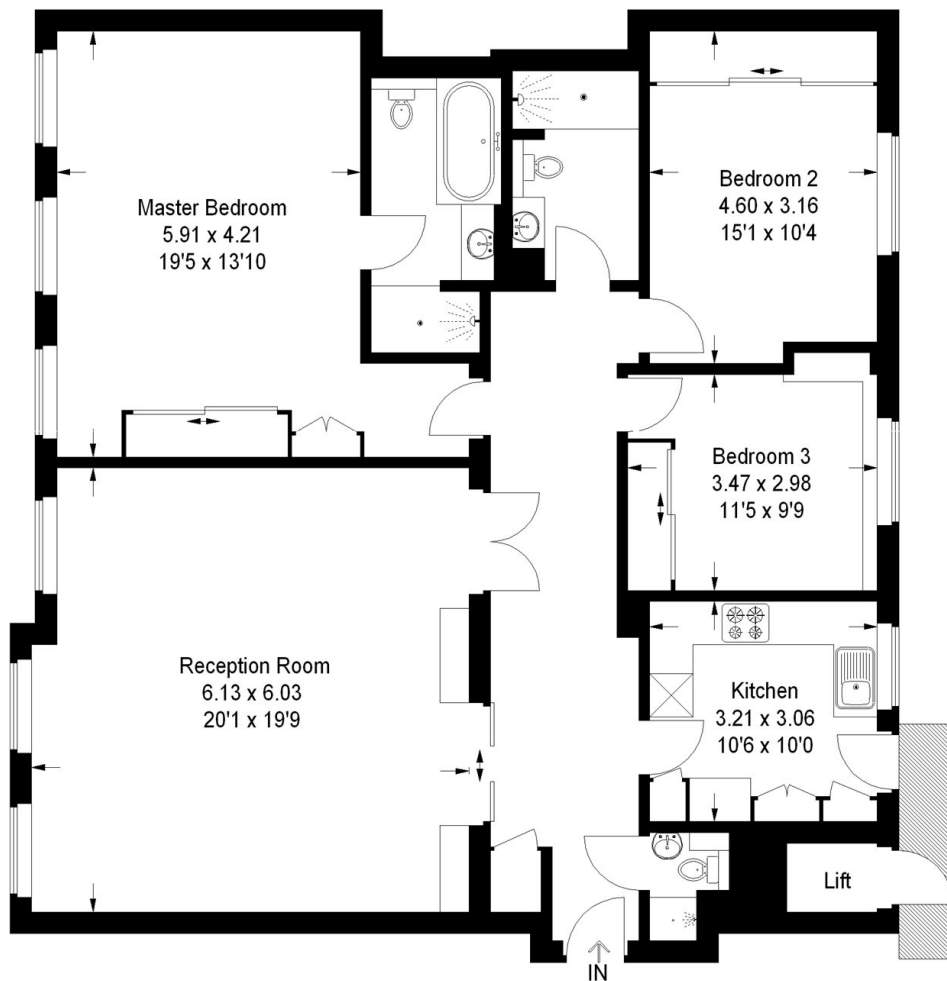 Master Bedroom
5.91 x 4.21
19'5 x 13'10
Bedroom 2
4.60 x 3.16
15'1 x 10'4
Bedroom 3
3.47 x 2.98
11'5 x 9'9
Reception Room
6.13 x 6.03
20'1 x 19'9
Kitchen
3.21 x 3.06
10'6 x 10'0
Lift
IN